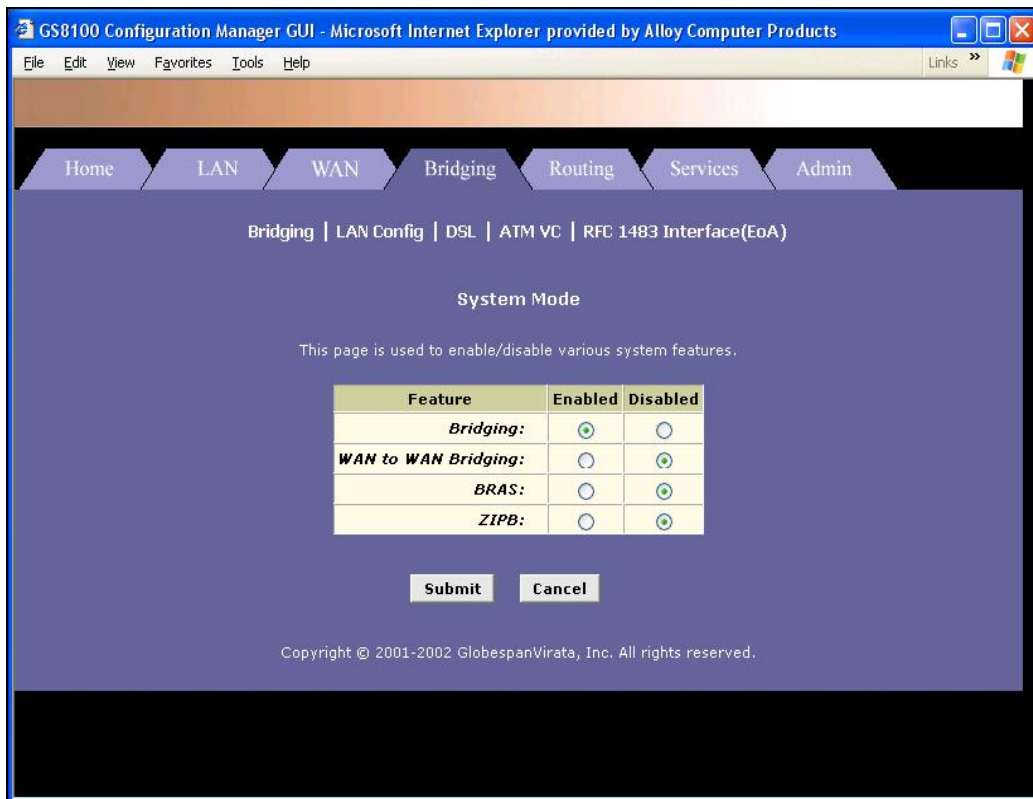 GS8100 Configuration Manager GUI - Microsoft Internet Explorer provided by Alloy Computer Products
File Edit View Favorites Tools Help Links »
Home LAN WAN Bridging Routing Services Admin
Bridging | LAN Config | DSL | ATM VC | RFC 1483 Interface(EoA)
System Mode
This page is used to enable/disable various system features.
Feature Enabled Disabled
Bridging:
WAN to WAN Bridging:
BRAS:
ZIPB:
Submit Cancel
Copyright © 2001-2002 GlobespanVirata, Inc. All rights reserved.